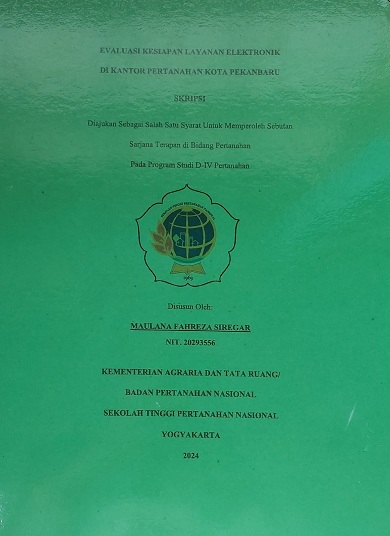 EVALUASI KESIAPAN LAYANAN ELEKTRONIK
DI KANTOR PERTANAHAN KOTA PEKANBARU
SKRIPSI
Diajukan Sebagai Salah Satu Syarat Untuk Memperoleh Sebutan
Sarjana Terapan di Bidang Pertanahan
Pada Program Studi D-IV Pertanahan
Disusun Oleh:
MAULANA FAHREZA SIREGAR
NIT. 20293556
KEMENTERIAN AGRARIA DAN TATA RUANG/
BADAN PERTANAHAN NASIONAL
SEKOLAH TINGGI PERTANAHAN NASIONAL
YOGYAKARTA
2024